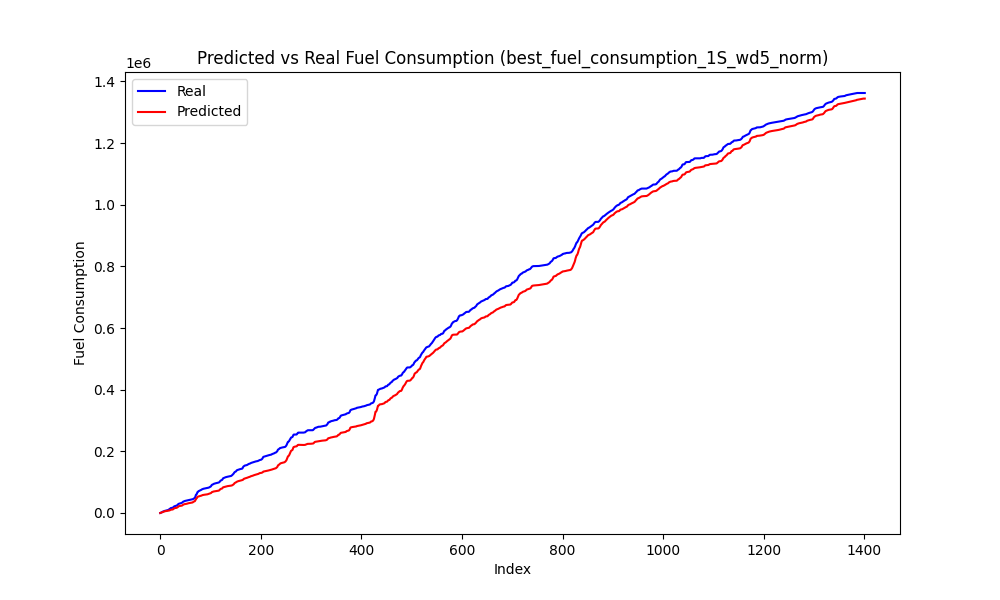 Predicted vs Real Fuel Consumption (best_fuel_consumption_1S_wd5_norm)
1e6
Real
Predicted
1.4
1.2
1.0
0.8
0.6
0.4
0.2
0.0
Fuel Consumption
0 200 400 600 800 1000 1200 1400
Index